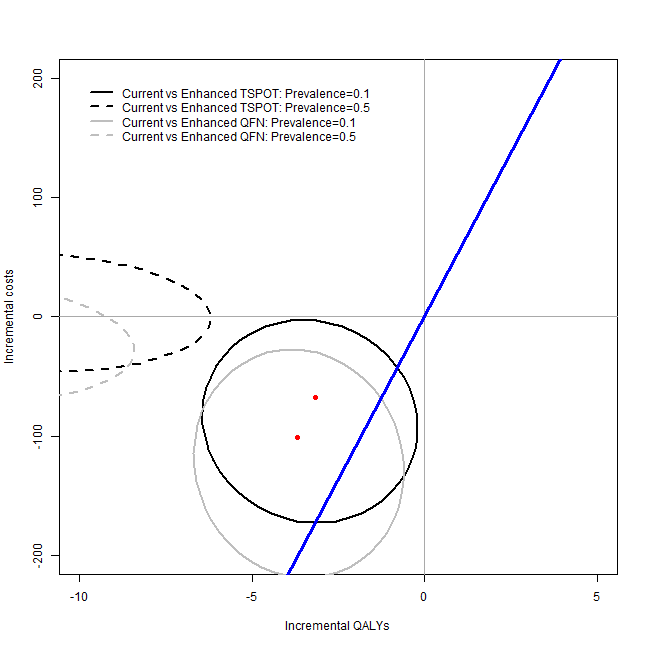 Current vs Enhanced TSPOT: Prevalence=0.1
Current vs Enhanced TSPOT: Prevalence=0.5
Current vs Enhanced QFN: Prevalence=0.1
Current vs Enhanced QFN: Prevalence=0.5
200
100
0
-100
-200
Incremental costs
-10 -5 0 5
Incremental QALYs